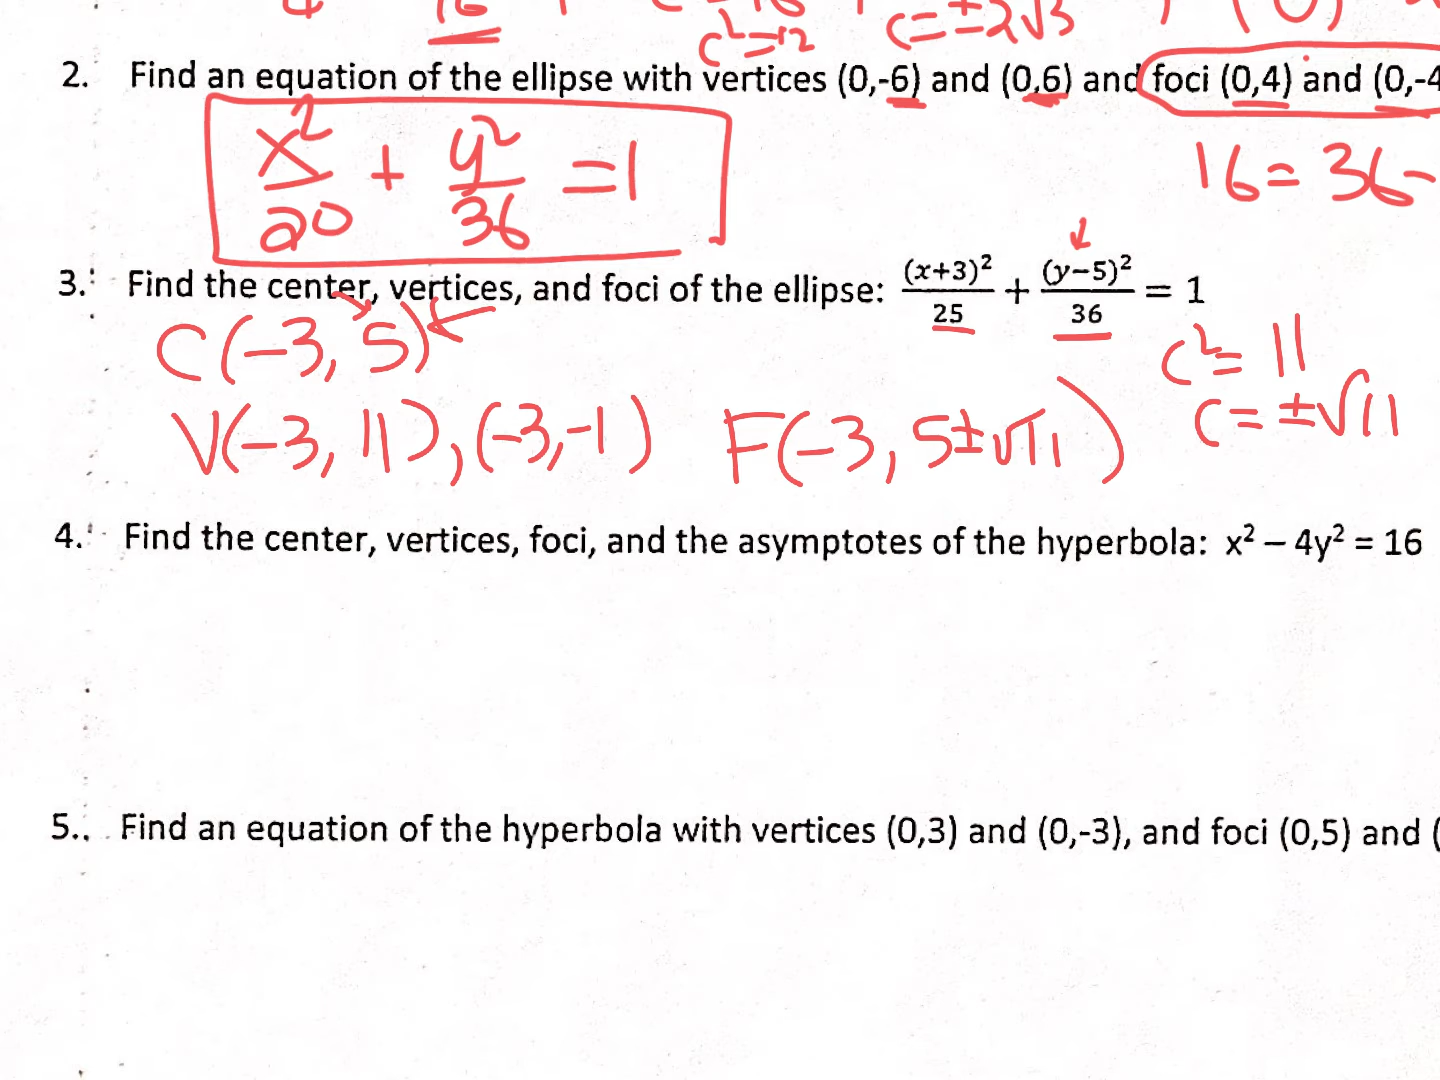 16
c²=12 c=±2√3
2. Find an equation of the ellipse with vertices (0,-6) and (0,6) and foci (0,4) and (0,-4
x²/20 + y²/36 = 1 16=36-
3. Find the center, vertices, and foci of the ellipse: (x+3)²/25 + (y−5)²/36 = 1
C(-3, 5) c²= 11
V(-3, 11), (-3,-1) F(-3, 5±√11) c=±√11
4. Find the center, vertices, foci, and the asymptotes of the hyperbola: x² – 4y² = 16
5. Find an equation of the hyperbola with vertices (0,3) and (0,-3), and foci (0,5) and (